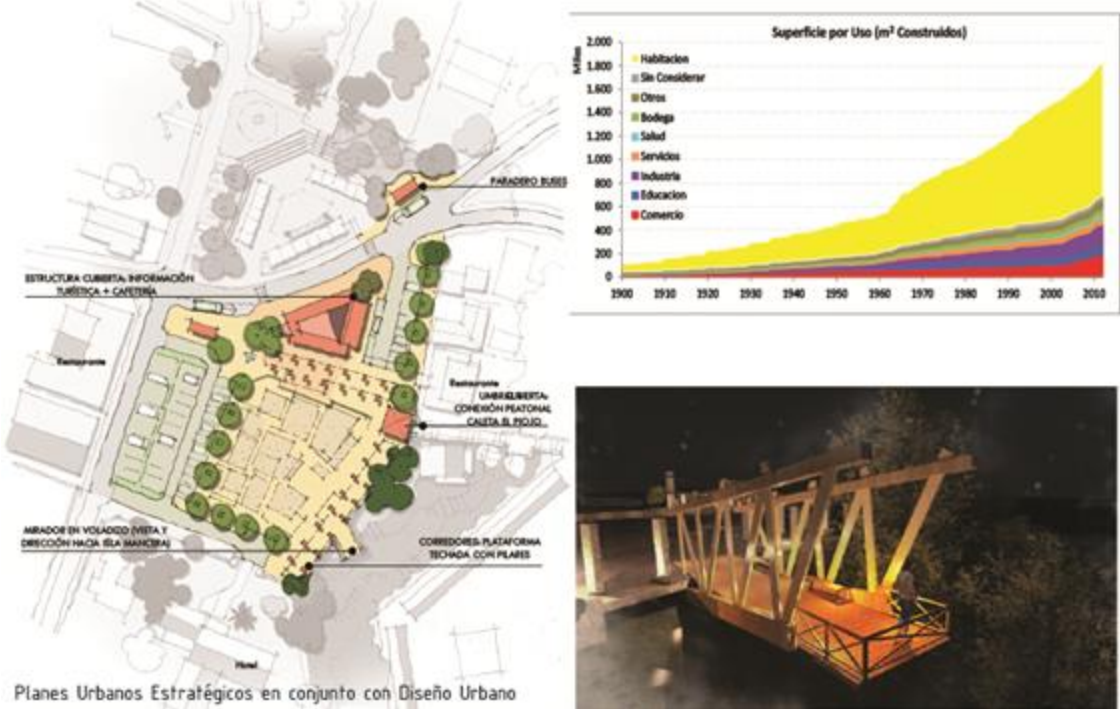 PARADERO BUSES
ESTRUCTURA CUBIERTA: INFORMACIÓN
TURÍSTICA + CAFETERÍA
Restaurante
Restaurante
CONEXIÓN PEATONAL
CALETA EL PIOJO
MIRADOR EN VOLADIZO (VISTA Y
DIRECCIÓN HACIA ISLA MANCERA)
CORREDORES: PLATAFORMA
TECHADA CON PILARES
Hotel
Planes Urbanos Estratégicos en conjunto con Diseño Urbano
Superficie por Uso (m² Construidos)
Miles
2.000
1.800
1.600
1.400
1.200
1.000
800
600
400
200
0
Habitacion
Sin Considerar
Otros
Bodega
Salud
Servicios
Industria
Educacion
Comercio
1900 1910 1920 1930 1940 1950 1960 1970 1980 1990 2000 2010